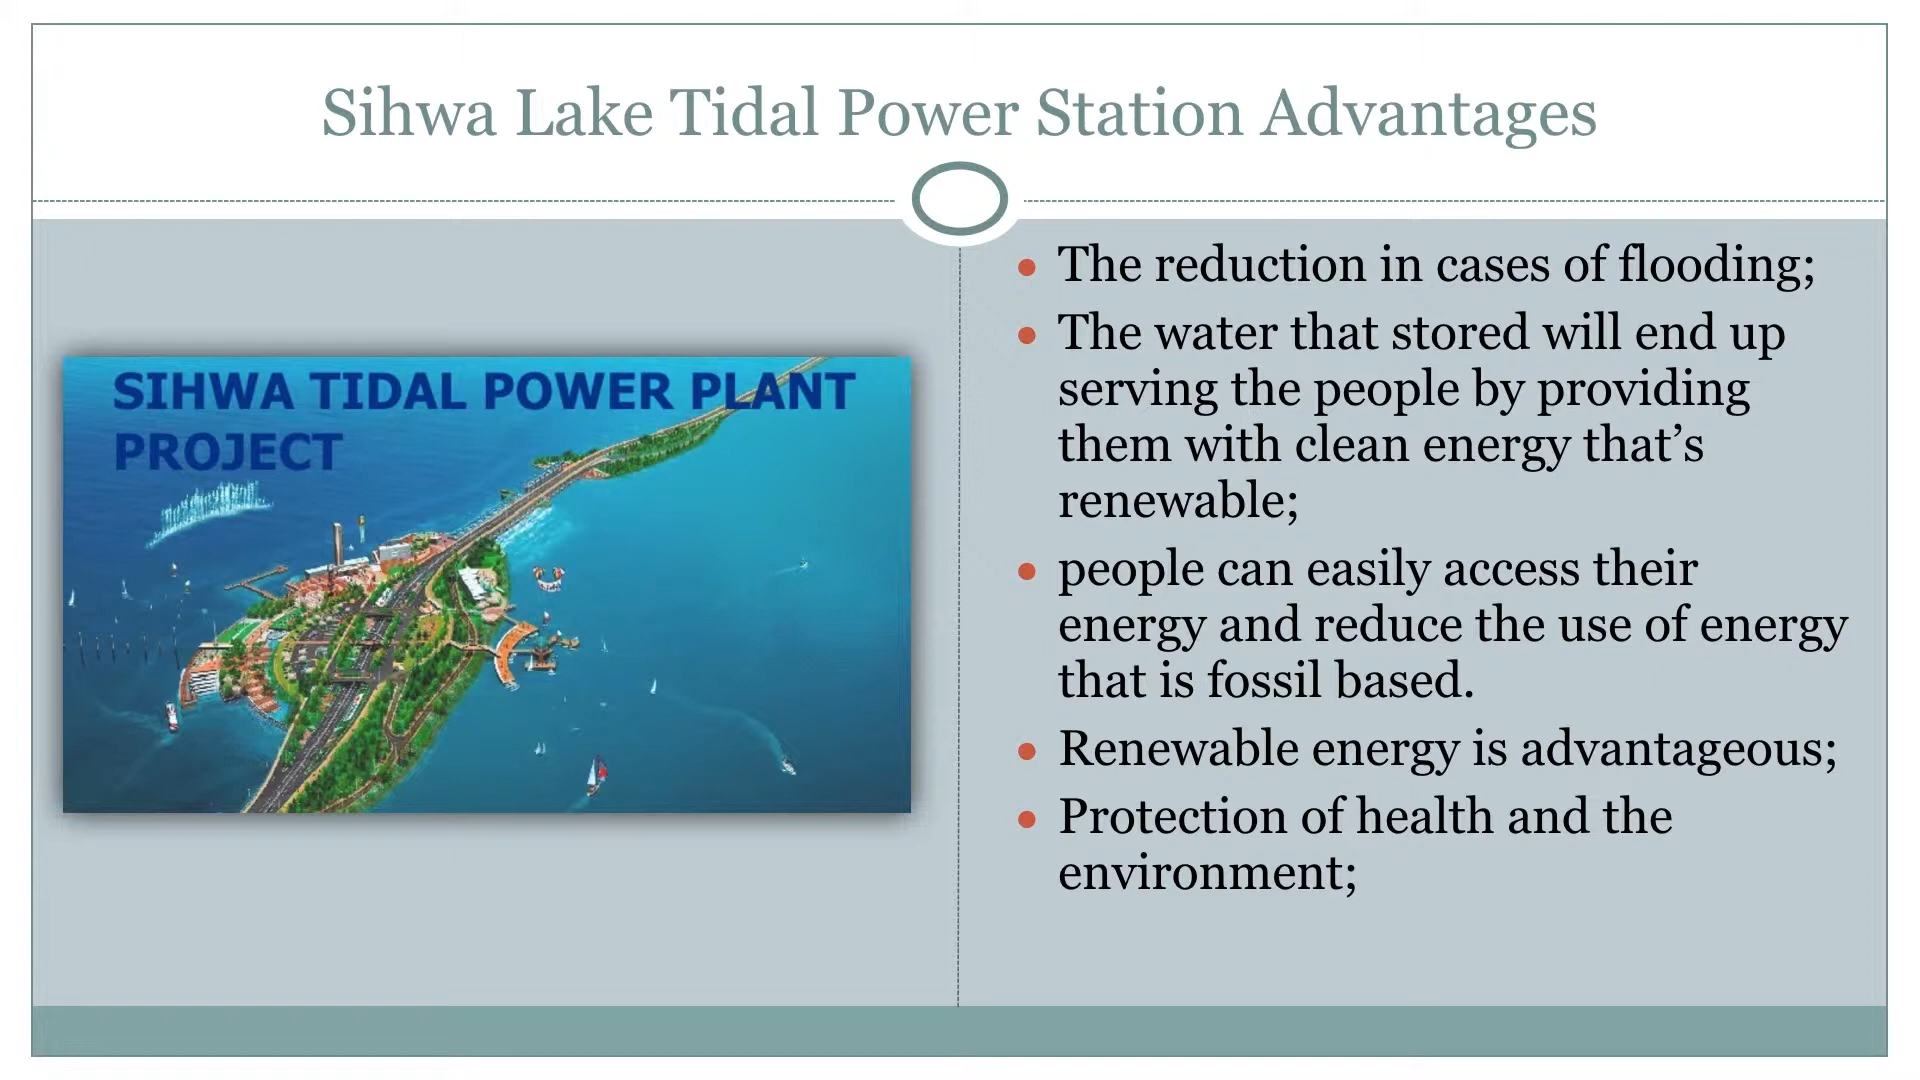 Sihwa Lake Tidal Power Station Advantages
SIHWA TIDAL POWER PLANT
PROJECT
The reduction in cases of flooding;
The water that stored will end up
serving the people by providing
them with clean energy that’s
renewable;
people can easily access their
energy and reduce the use of energy
that is fossil based.
Renewable energy is advantageous;
Protection of health and the
environment;